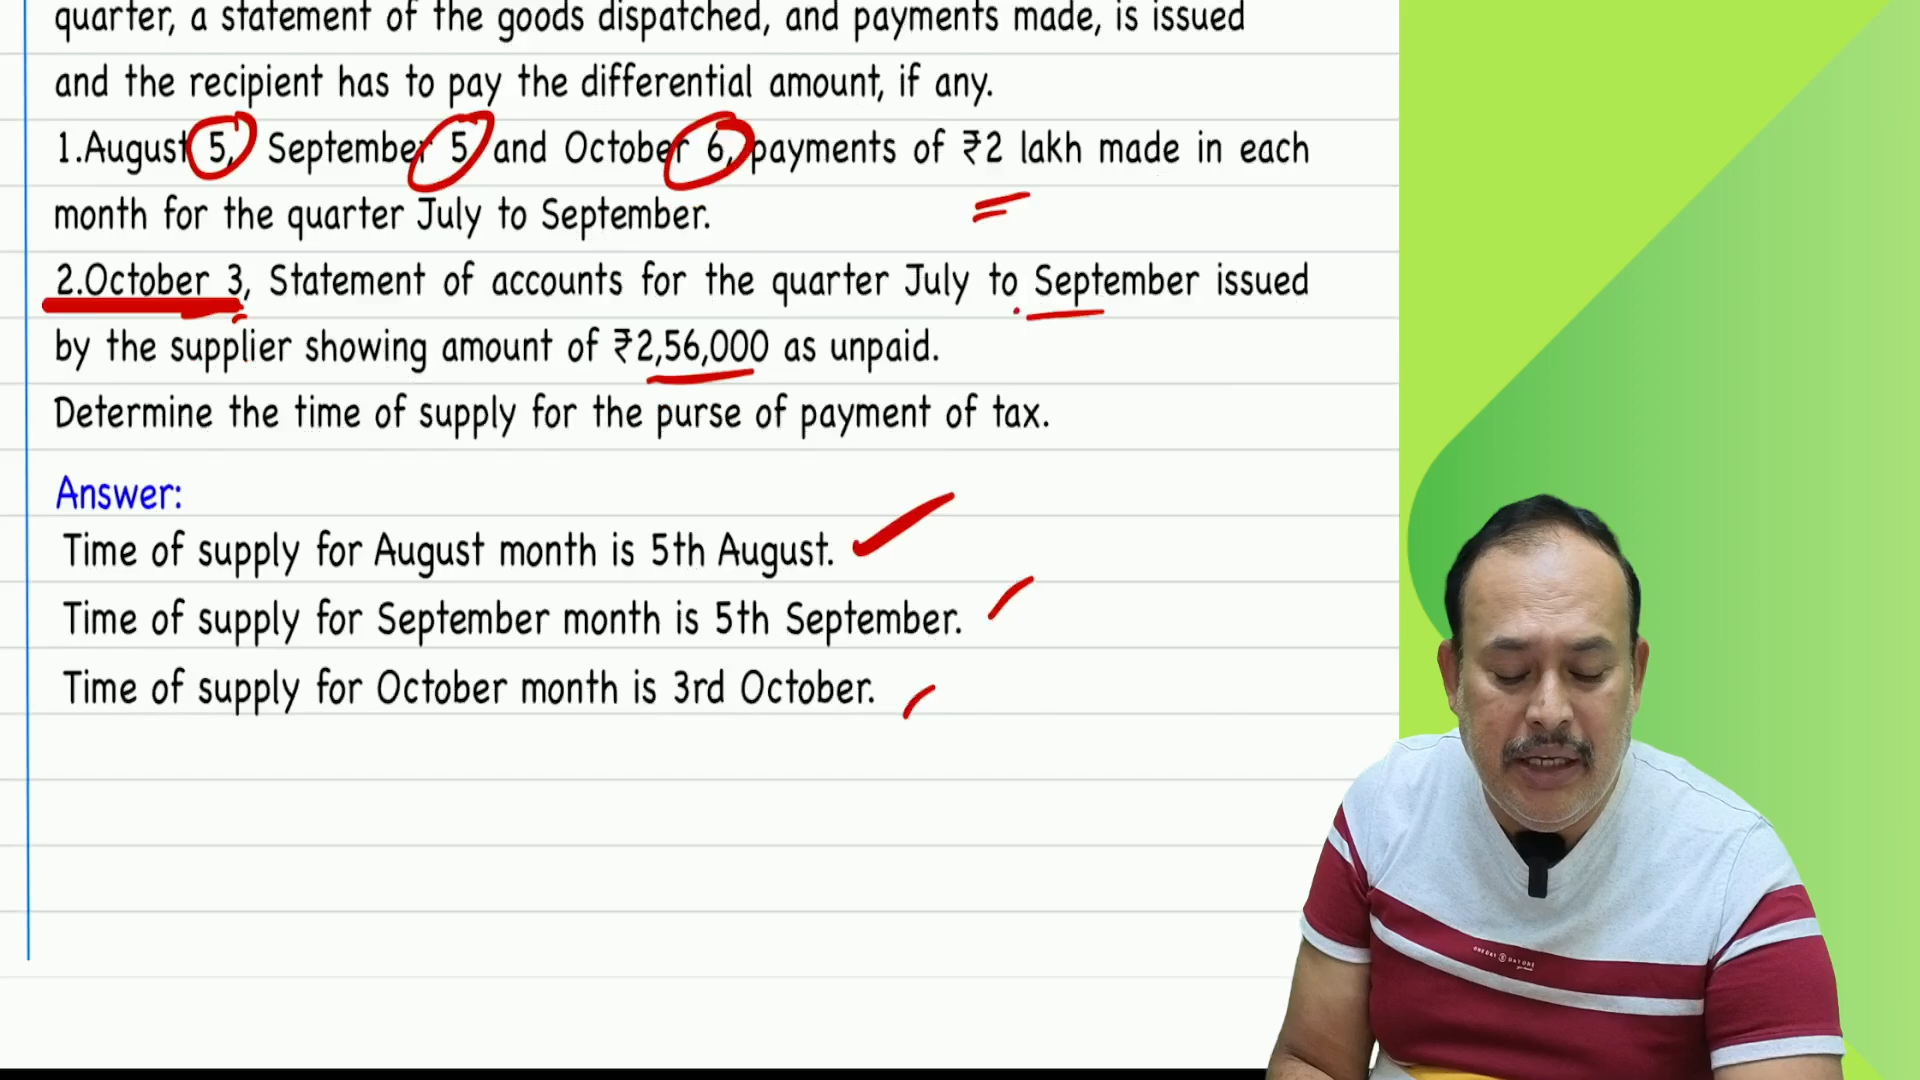 quarter, a statement of the goods dispatched, and payments made, is issued
and the recipient has to pay the differential amount, if any.
1.August 5, September 5 and October 6, payments of ₹2 lakh made in each
month for the quarter July to September.
2.October 3, Statement of accounts for the quarter July to September issued
by the supplier showing amount of ₹2,56,000 as unpaid.
Determine the time of supply for the purse of payment of tax.
Answer:
Time of supply for August month is 5th August.
Time of supply for September month is 5th September.
Time of supply for October month is 3rd October.